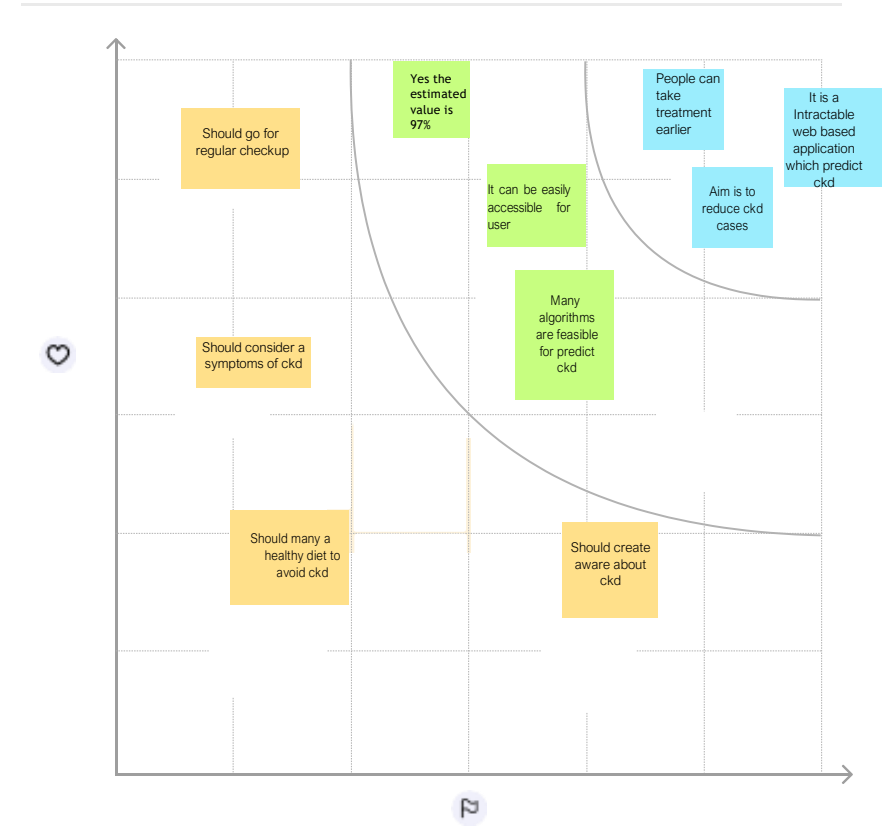 Yes the
estimated
value is
97%
People can
take
treatment
earlier
It is a
Intractable
web based
application
which predict
ckd
Should go for
regular checkup
It can be easily
accessible for
user
Aim is to
reduce ckd
cases
Many
algorithms
are feasible
for predict
ckd
Should consider a
symptoms of ckd
Should many a
healthy diet to
avoid ckd
Should create
aware about
ckd